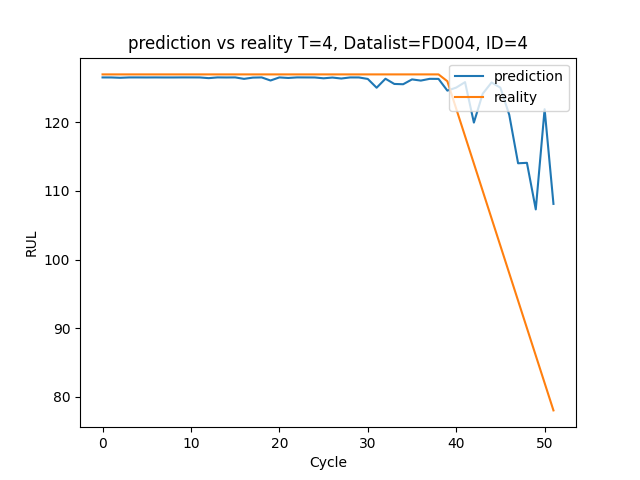 prediction vs reality T=4, Datalist=FD004, ID=4
prediction
reality
120
110
100
90
80
RUL
0 10 20 30 40 50
Cycle